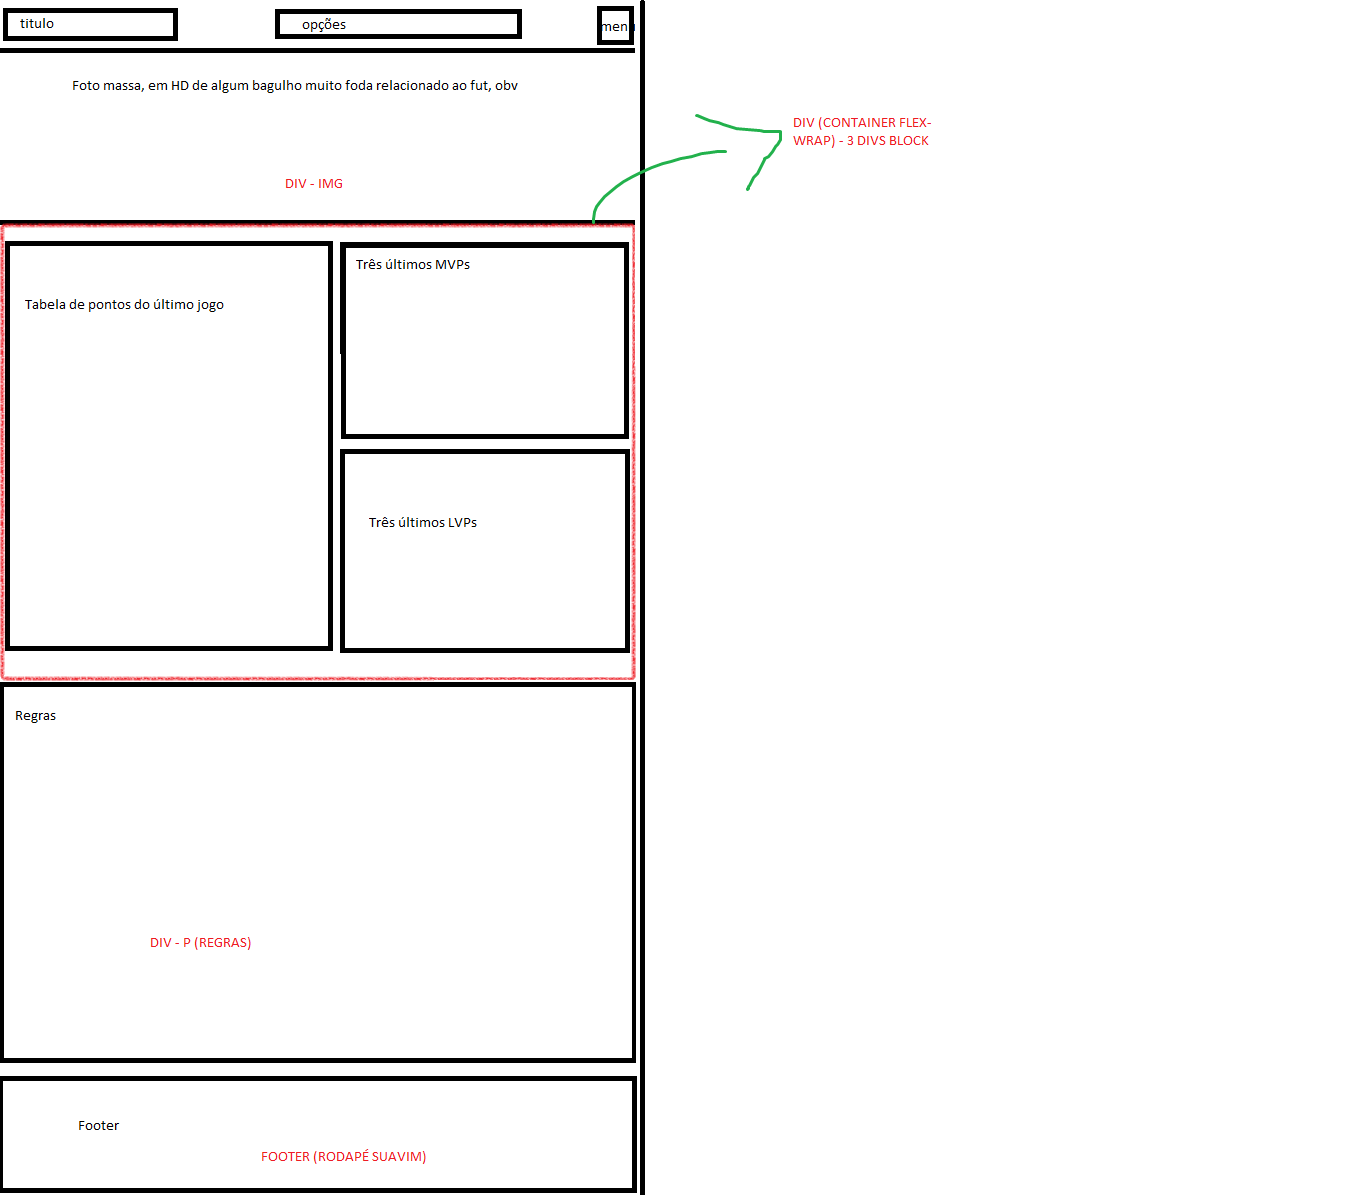 titulo
opções
menu
Foto massa, em HD de algum bagulho muito foda relacionado ao fut, obv
DIV (CONTAINER FLEX-
WRAP) - 3 DIVS BLOCK
DIV - IMG
Três últimos MVPs
Tabela de pontos do último jogo
Três últimos LVPs
Regras
DIV - P (REGRAS)
Footer
FOOTER (RODAPÉ SUAVIM)